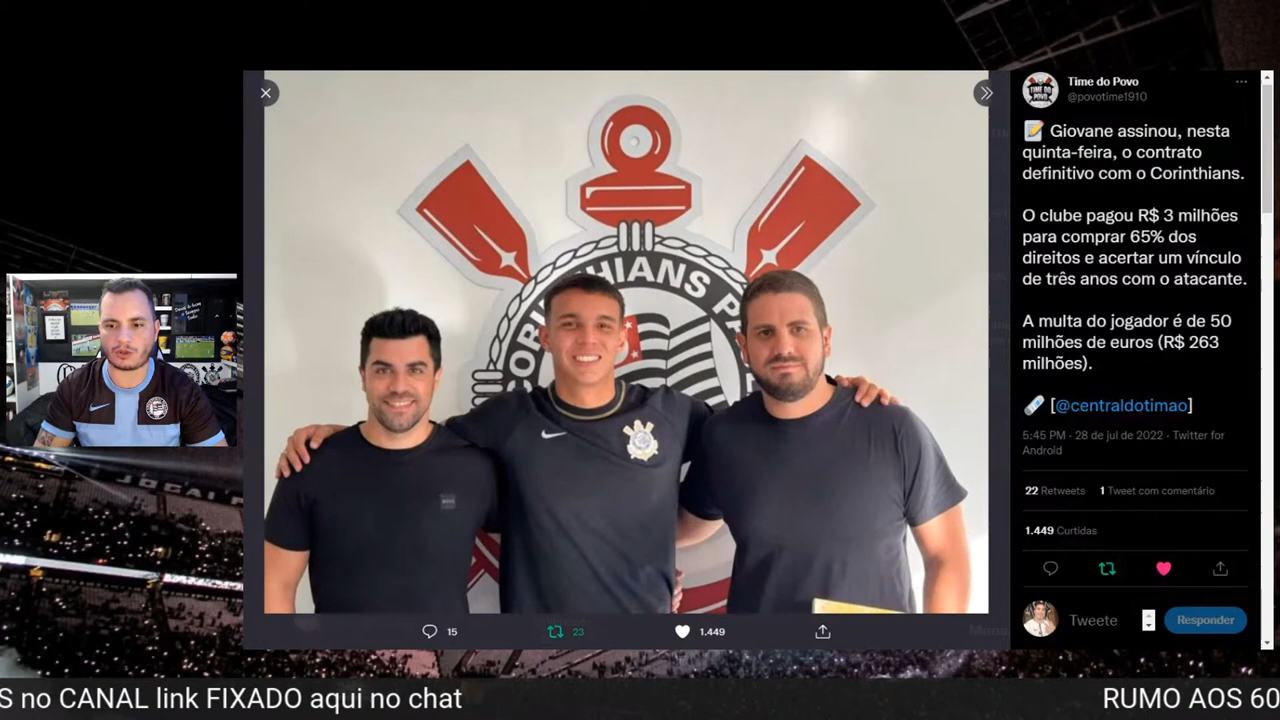 Time do Povo
@povotime1910
Giovane assinou, nesta
quinta-feira, o contrato
definitivo com o Corinthians.
O clube pagou R$ 3 milhões
para comprar 65% dos
direitos e acertar um vínculo
de três anos com o atacante.
A multa do jogador é de 50
milhões de euros (R$ 263
milhões).
[@centraldotimao]
5:45 PM · 28 de jul de 2022 · Twitter for
Android
22 Retweets 1 Tweet com comentário
1.449 Curtidas
Tweete
Responder
15
23
1.449
S no CANAL link FIXADO aqui no chat
RUMO AOS 60